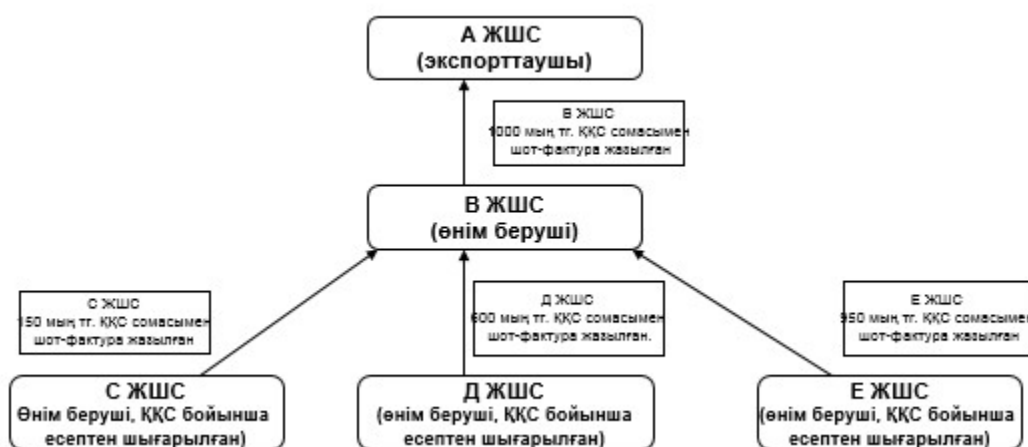 А ЖШС
(экспорттаушы)
В ЖШС
1000 мың тг. ҚҚС сомасымен
шот-фактура жазылған
В ЖШС
(өнім беруші)
С ЖШС
150 мың тг. ҚҚС сомасымен
шот-фактура жазылған
Д ЖШС
600 мың тг. ҚҚС сомасымен
шот-фактура жазылған.
Е ЖШС
950 мың тг. ҚҚС сомасымен
шот-фактура жазылған
С ЖШС
Өнім беруші, ҚҚС бойынша
есептен шығарылған)
Д ЖШС
(өнім беруші, ҚҚС бойынша
есептен шығарылған)
Е ЖШС
(өнім беруші, ҚҚС бойынша
есептен шығарылған)